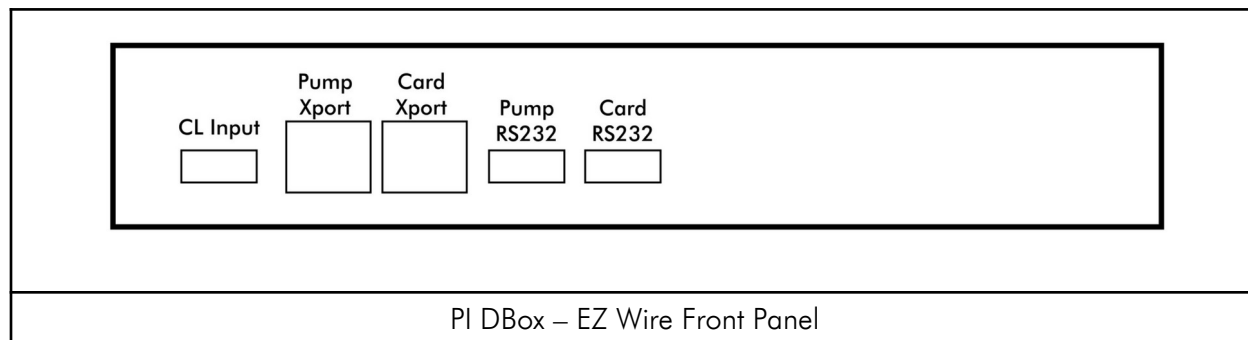 CL Input
Pump
Xport
Card
Xport
Pump
RS232
Card
RS232
PI DBox – EZ Wire Front Panel